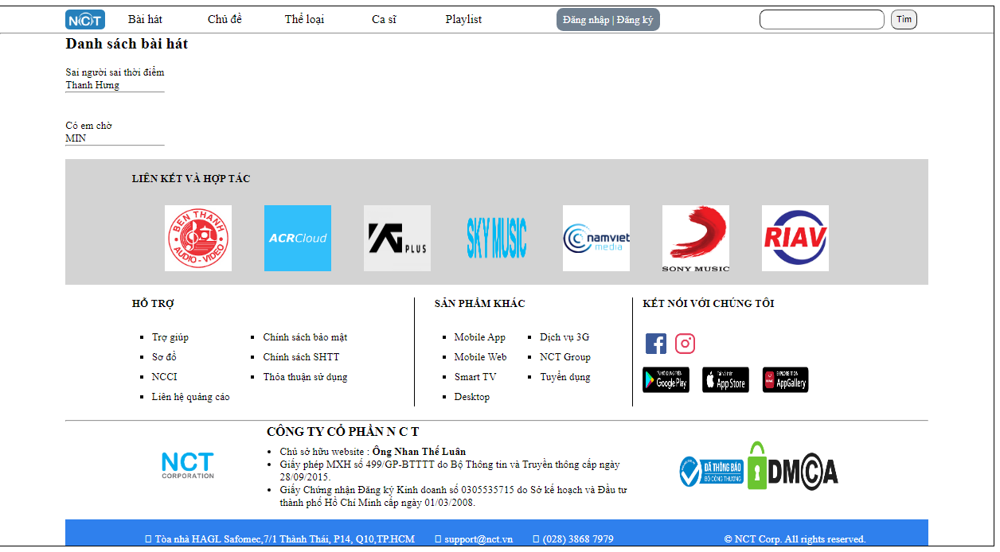 NCT Bài hát Chủ đề Thể loại Ca sĩ Playlist Đăng nhập | Đăng ký Tìm
Danh sách bài hát
Sai người sai thời điểm
Thanh Hưng
Có em chờ
MIN
LIÊN KẾT VÀ HỢP TÁC
BEN THANH
AUDIO - VIDEO
ACRCloud
YG PLUS
SKY MUSIC
namviet
media
SONY MUSIC
RIAV
HỖ TRỢ
Trợ giúp
Sơ đồ
NCCI
Liên hệ quảng cáo
Chính sách bảo mật
Chính sách SHTT
Thỏa thuận sử dụng
SẢN PHẨM KHÁC
Mobile App
Mobile Web
Smart TV
Desktop
Dịch vụ 3G
NCT Group
Tuyển dụng
KẾT NỐI VỚI CHÚNG TÔI
Google Play
App Store
EXPLORE IT ON
AppGallery
NCT
CORPORATION
CÔNG TY CỔ PHẦN N C T
Chủ sở hữu website : Ông Nhan Thế Luân
Giấy phép MXH số 499/GP-BTTTT do Bộ Thông tin và Truyền thông cấp ngày
28/09/2015.
Giấy Chứng nhận Đăng ký Kinh doanh số 0305535715 do Sở kế hoạch và Đầu tư
thành phố Hồ Chí Minh cấp ngày 01/03/2008.
ĐÃ THÔNG BÁO
BỘ CÔNG THƯƠNG
DMCA
Tòa nhà HAGL Safomec,7/1 Thành Thái, P14, Q10,TP.HCM support@nct.vn (028) 3868 7979 © NCT Corp. All rights reserved.